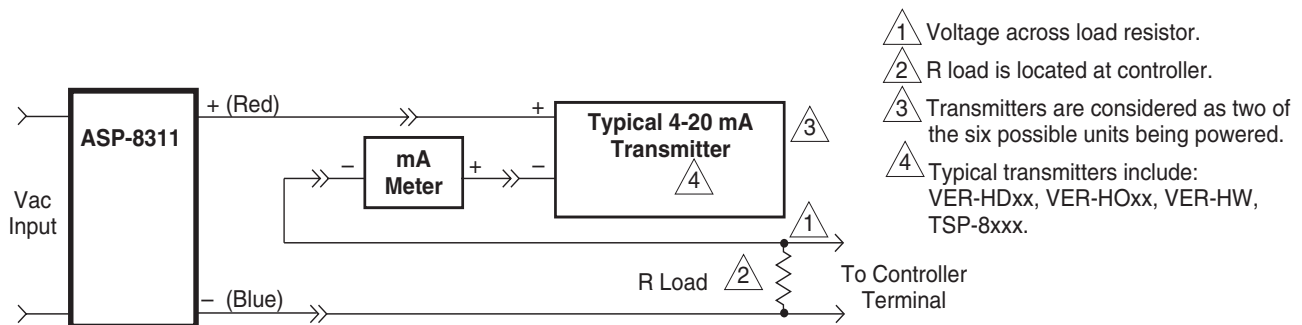 ASP-8311
Vac
Input
+ (Red)
– (Blue)
–
mA
Meter
+
+
–
Typical 4-20 mA
Transmitter
4
3
1
R Load
2
To Controller
Terminal
1 Voltage across load resistor.
2 R load is located at controller.
3 Transmitters are considered as two of
the six possible units being powered.
4 Typical transmitters include:
VER-HDxx, VER-HOxx, VER-HW,
TSP-8xxx.